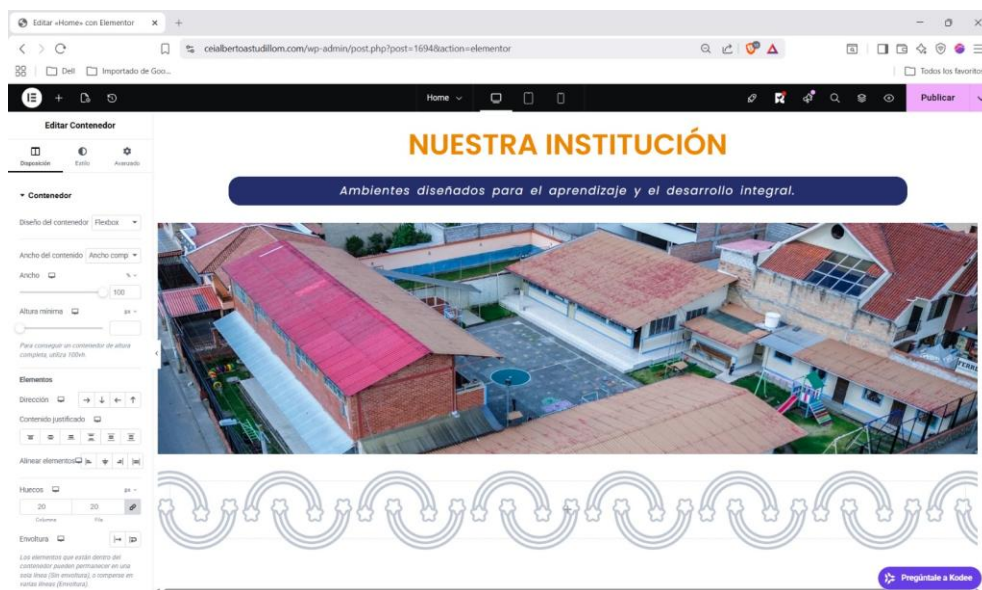 Editar «Home» con Elementor
ceialbertoastudillom.com/wp-admin/post.php?post=1694&action=elementor
Dell
Importado de Goo...
Todos los favoritos
Home
Publicar
Editar Contenedor
Disposición Estilo Avanzado
Contenedor
Diseño del contenedor Flexbox
Ancho del contenido Ancho comp
Ancho %
100
Altura mínima px
Para conseguir un contenedor de altura
completa, utiliza 100vh.
Elementos
Dirección
Contenido justificado
Alinear elementos
Huecos px
20 20
Columna Fila
Envoltura
Los elementos que están dentro del
contenedor pueden permanecer en una
sola línea (Sin envoltura), o romperse en
varias líneas (Envoltura).
NUESTRA INSTITUCIÓN
Ambientes diseñados para el aprendizaje y el desarrollo integral.
Pregúntale a Kodee